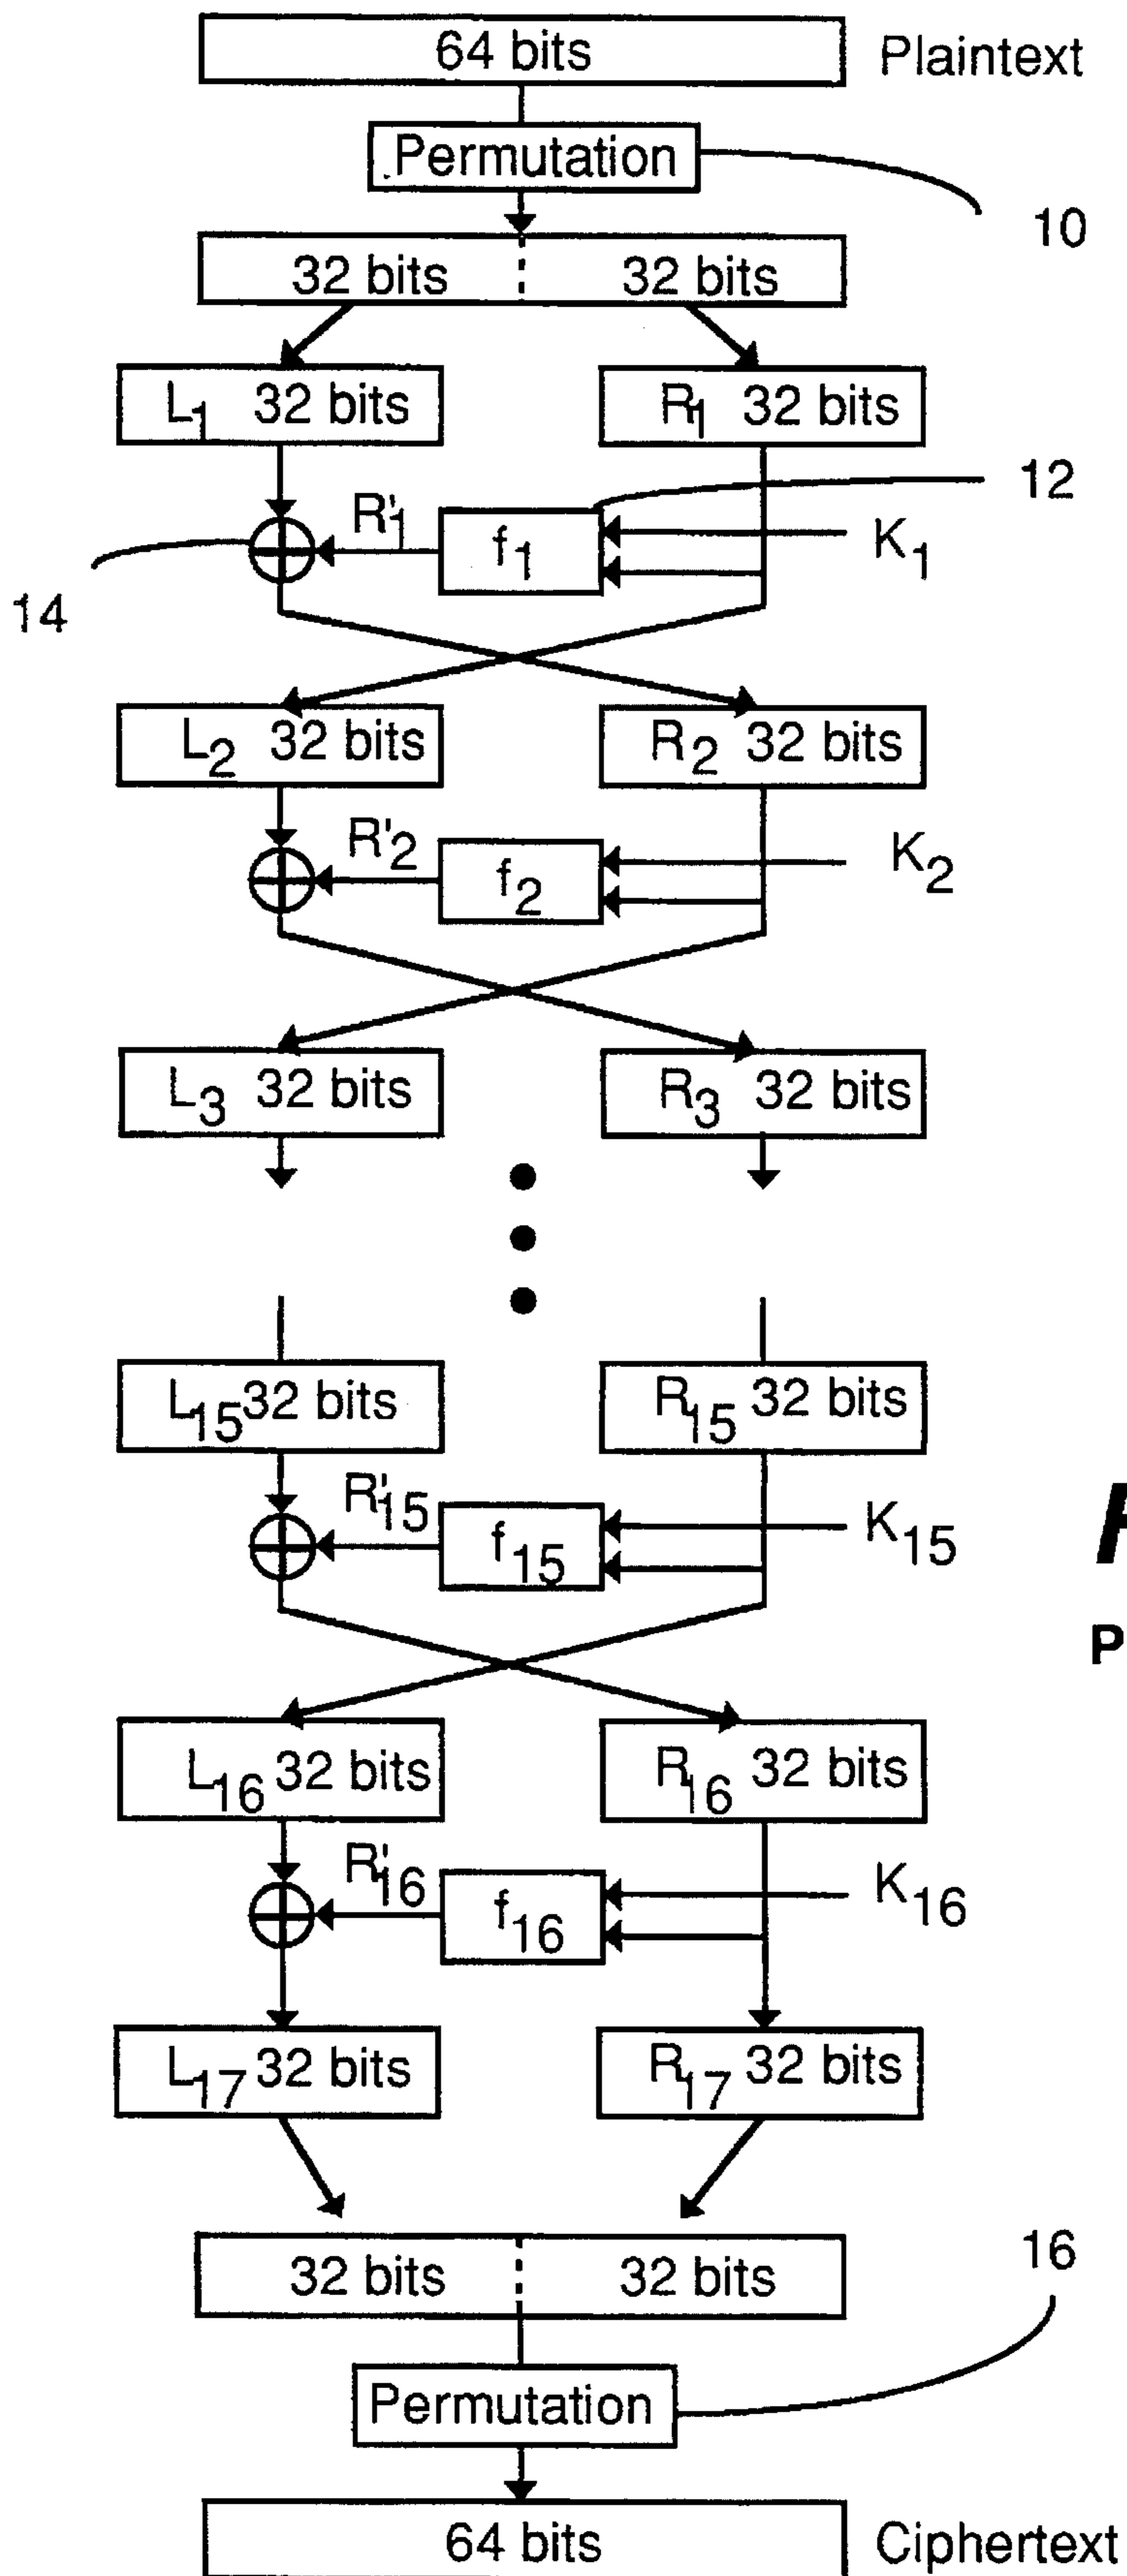 64 bits Plaintext
Permutation
10
32 bits 32 bits
L1 32 bits R1 32 bits
12
R'1 f1 K1
14
L2 32 bits R2 32 bits
R'2 f2 K2
L3 32 bits R3 32 bits
L15 32 bits R15 32 bits
R'15 f15 K15
P
L16 32 bits R16 32 bits
R'16 f16 K16
L17 32 bits R17 32 bits
16
32 bits 32 bits
Permutation
64 bits Ciphertext